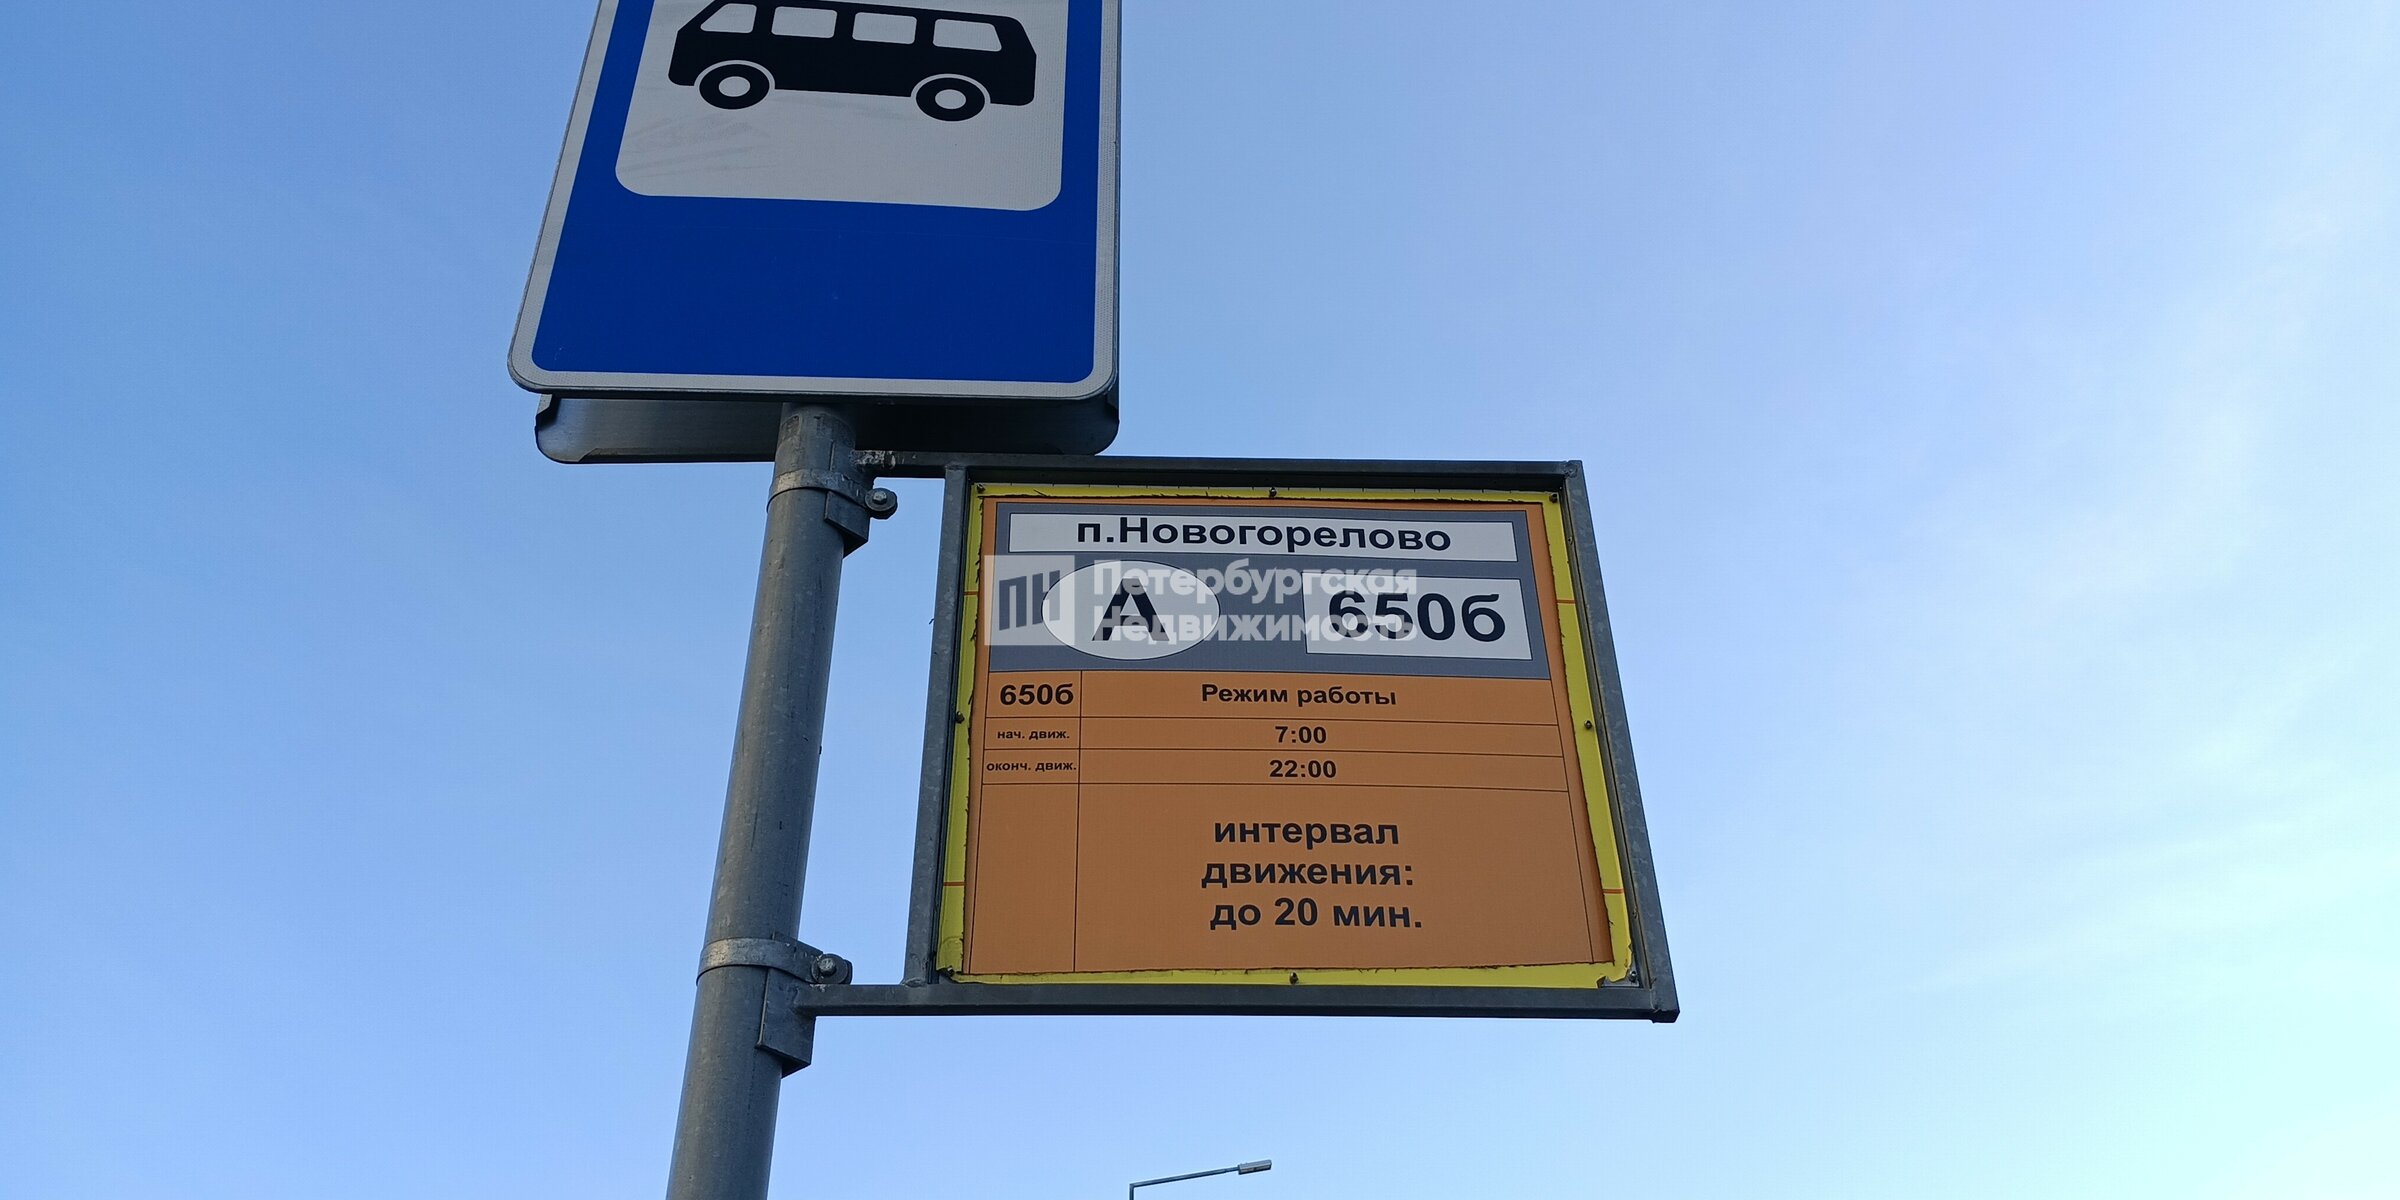 п.Новогорелово
ПН Петербургская
Недвижимость
А 650б
650б Режим работы
нач. движ. 7:00
оконч. движ. 22:00
интервал
движения:
до 20 мин.